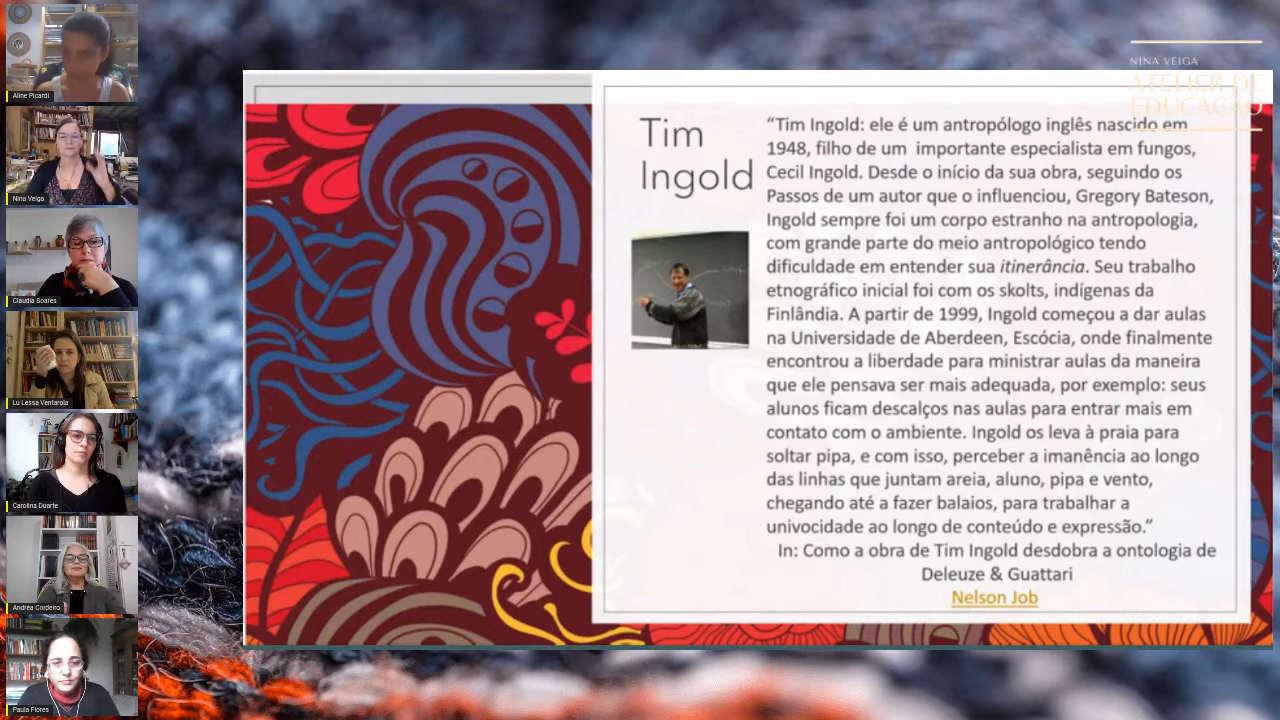 Aline Picardi
Nina Veiga
Cláudia Soares
Lu Lessa Ventarola
Carolina Duarte
Andréa Cordeiro
Paula Flores
NINA VEIGA
ATELIER DE
EDUCAÇÃO
Tim
Ingold
“Tim Ingold: ele é um antropólogo inglês nascido em
1948, filho de um importante especialista em fungos,
Cecil Ingold. Desde o início da sua obra, seguindo os
Passos de um autor que o influenciou, Gregory Bateson,
Ingold sempre foi um corpo estranho na antropologia,
com grande parte do meio antropológico tendo
dificuldade em entender sua itinerância. Seu trabalho
etnográfico inicial foi com os skolts, indígenas da
Finlândia. A partir de 1999, Ingold começou a dar aulas
na Universidade de Aberdeen, Escócia, onde finalmente
encontrou a liberdade para ministrar aulas da maneira
que ele pensava ser mais adequada, por exemplo: seus
alunos ficam descalços nas aulas para entrar mais em
contato com o ambiente. Ingold os leva à praia para
soltar pipa, e com isso, perceber a imanência ao longo
das linhas que juntam areia, aluno, pipa e vento,
chegando até a fazer balaios, para trabalhar a
univocidade ao longo de conteúdo e expressão.”
In: Como a obra de Tim Ingold desdobra a ontologia de
Deleuze & Guattari
Nelson Job